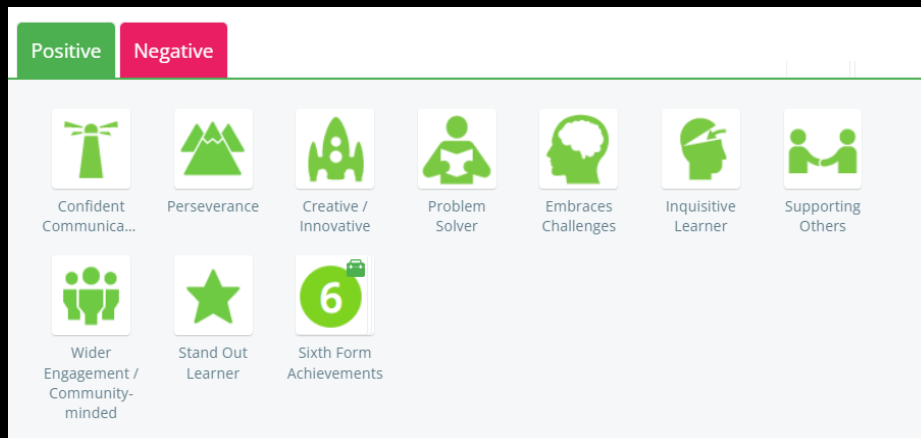 Positive
Negative
Confident
Communica...
Perseverance
Creative /
Innovative
Problem
Solver
Embraces
Challenges
Inquisitive
Learner
Supporting
Others
Wider
Engagement /
Community-
minded
Stand Out
Learner
6
Sixth Form
Achievements